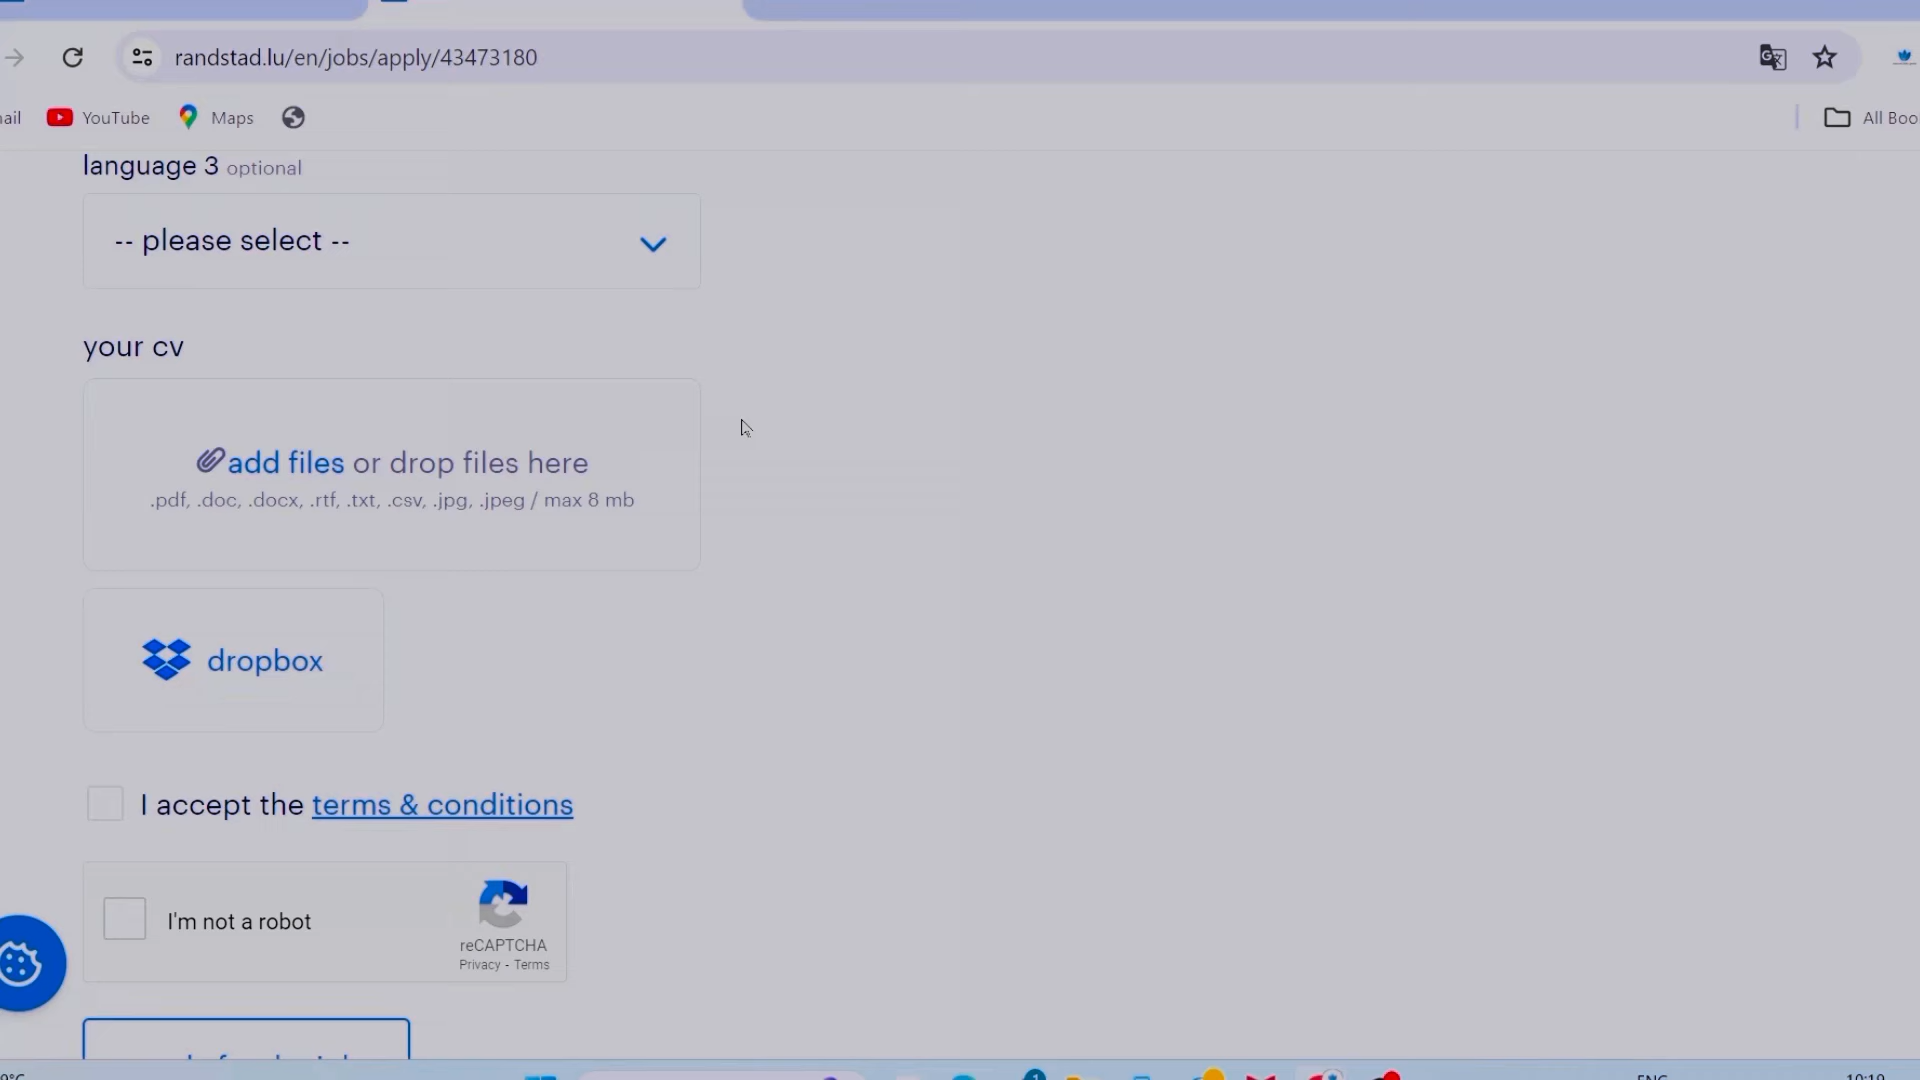 randstad.lu/en/jobs/apply/43473180
YouTube
Maps
All Boo
language 3 optional
-- please select --
your cv
add files or drop files here
.pdf, .doc, .docx, .rtf, .txt, .csv, .jpg, .jpeg / max 8 mb
dropbox
I accept the terms & conditions
I'm not a robot
reCAPTCHA
Privacy - Terms